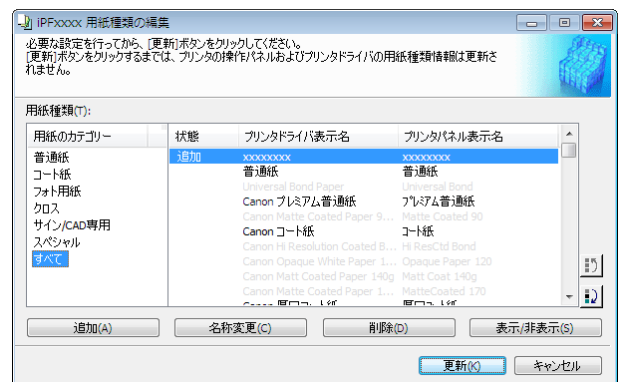 iPFxxxx 用紙種類の編集
必要な設定を行ってから、[更新]ボタンをクリックしてください。
[更新]ボタンをクリックするまでは、プリンタの操作パネルおよびプリンタドライバの用紙種類情報は更新さ
れません。
用紙種類(T):
用紙のカテゴリー 状態 プリンタドライバ表示名 プリンタパネル表示名
普通紙
コート紙
フォト用紙
クロス
サイン/CAD専用
スペシャル
すべて
追加 xxxxxxxx xxxxxxxx
普通紙 普通紙
Universal Bond Paper Universal Bond
Canon プレミアム普通紙 プレミアム普通紙
Canon Matte Coated Paper 9... Matte Coated 90
Canon コート紙 コート紙
Canon Hi Resolution Coated B... Hi ResCtd Bond
Canon Opaque White Paper 1... Opaque Paper 120
Canon Matt Coated Paper 140g Matt Coat 140g
Canon Matte Coated Paper 1... MatteCoated 170
Canon 厚口コート紙 厚口コート紙
追加(A) 名称変更(C) 削除(D) 表示/非表示(S)
更新(K) キャンセル